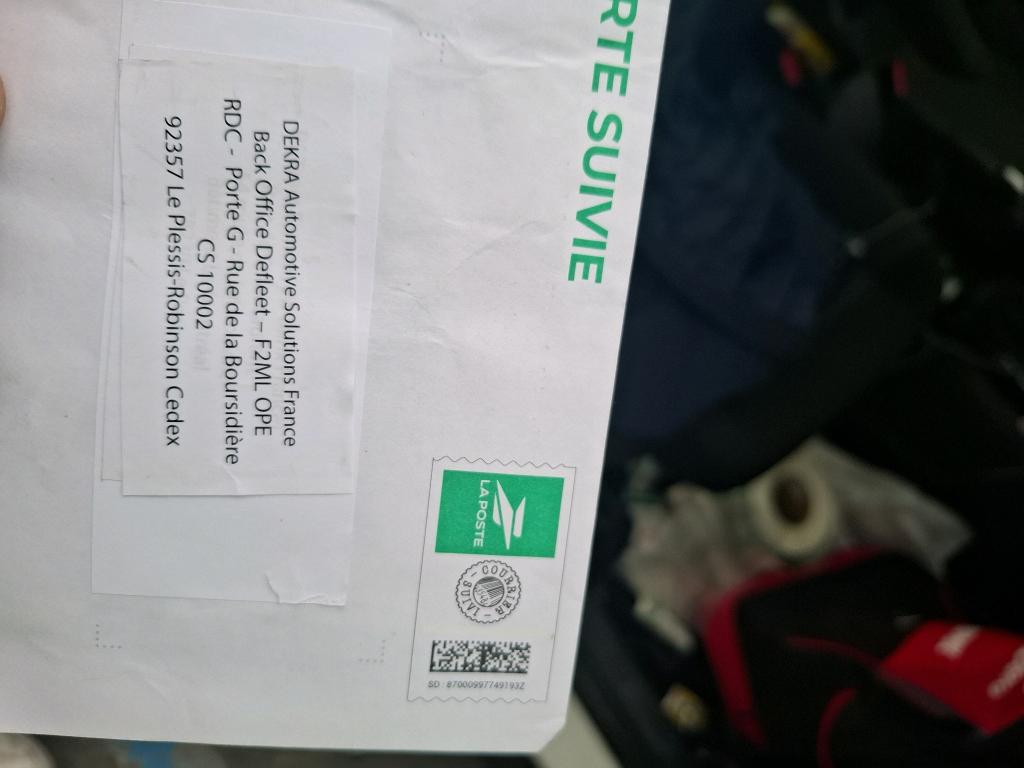 RTE SUIVIE
DEKRA Automotive Solutions France
Back Office Defleet – F2ML OPE
RDC - Porte G - Rue de la Boursidière
CS 10002
92357 Le Plessis-Robinson Cedex
LA POSTE
COURRIER
SUIVI
SD : 87000997749193Z